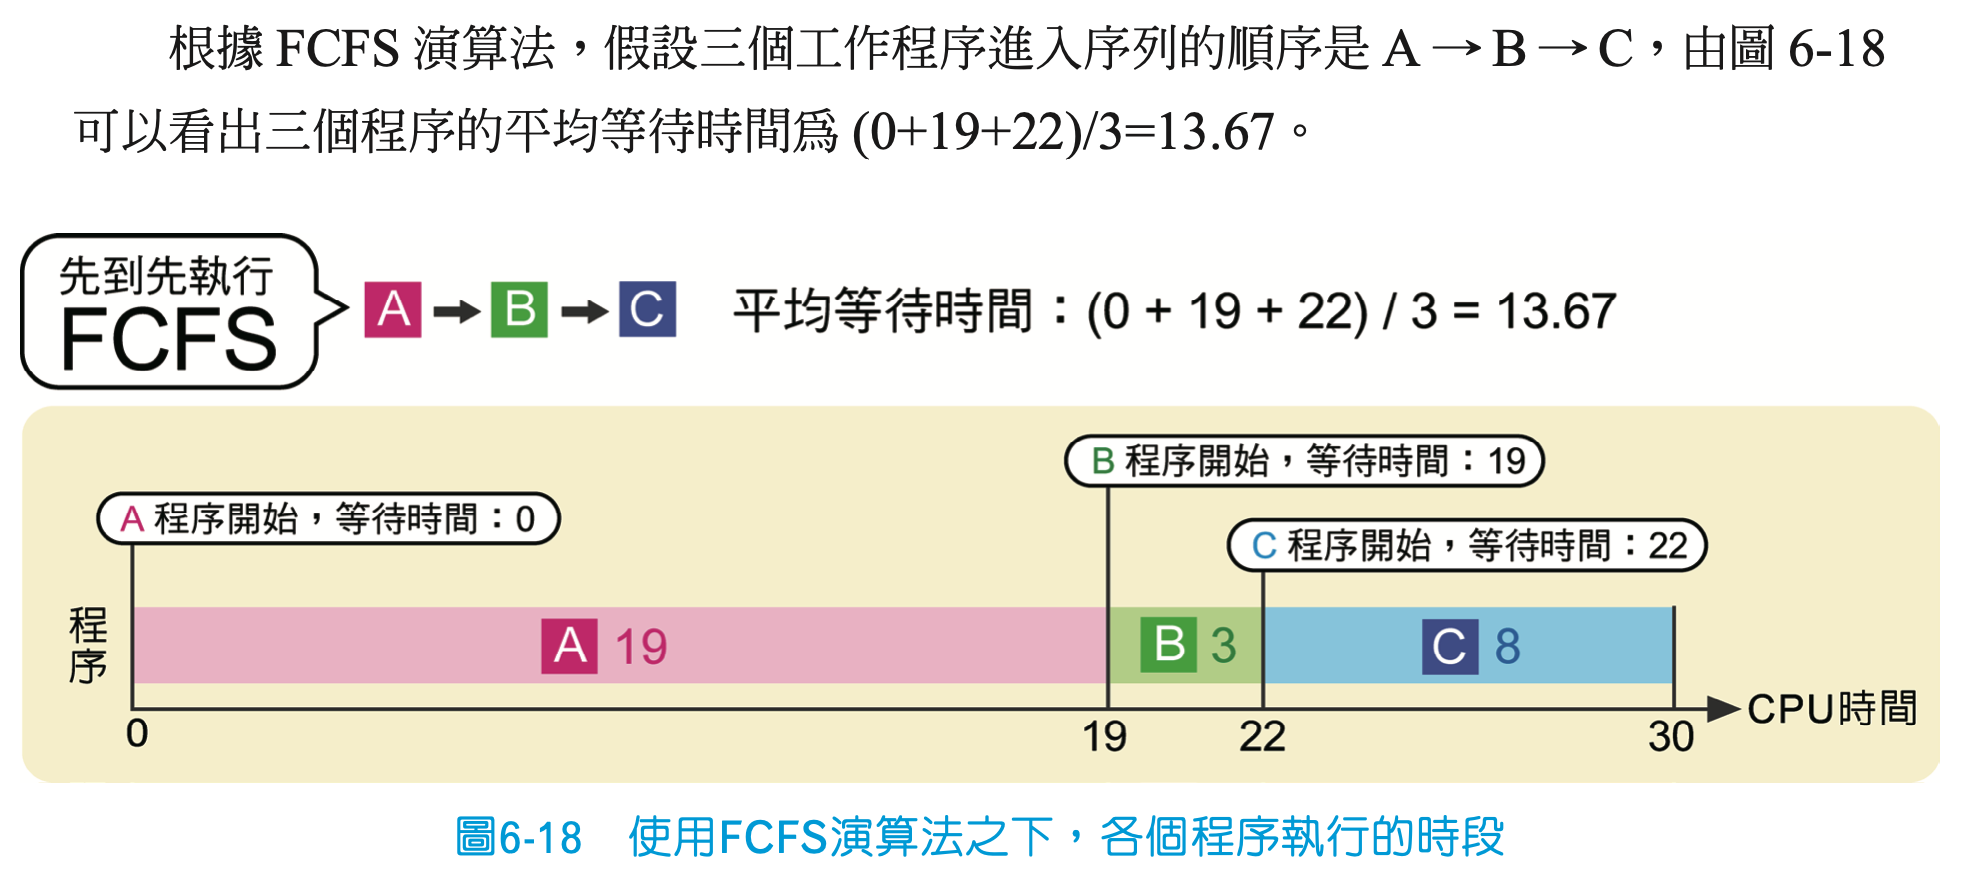 根據 FCFS 演算法，假設三個工作程序進入序列的順序是 A → B → C，由圖 6-18
可以看出三個程序的平均等待時間為 (0+19+22)/3=13.67。
先到先執行
FCFS
A → B → C 平均等待時間：(0 + 19 + 22) / 3 = 13.67
B 程序開始，等待時間：19
A 程序開始，等待時間：0
C 程序開始，等待時間：22
程序
A 19
B 3
C 8
CPU時間
0 19 22 30
圖6-18 使用FCFS演算法之下，各個程序執行的時段